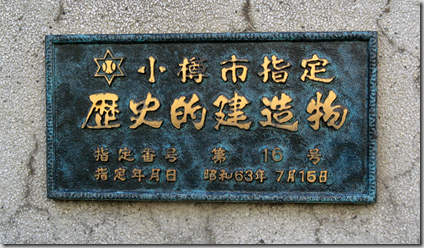 小樽市指定
歴史的建造物
指定番号 第 16 号
指定年月日 昭和63年 7月15日